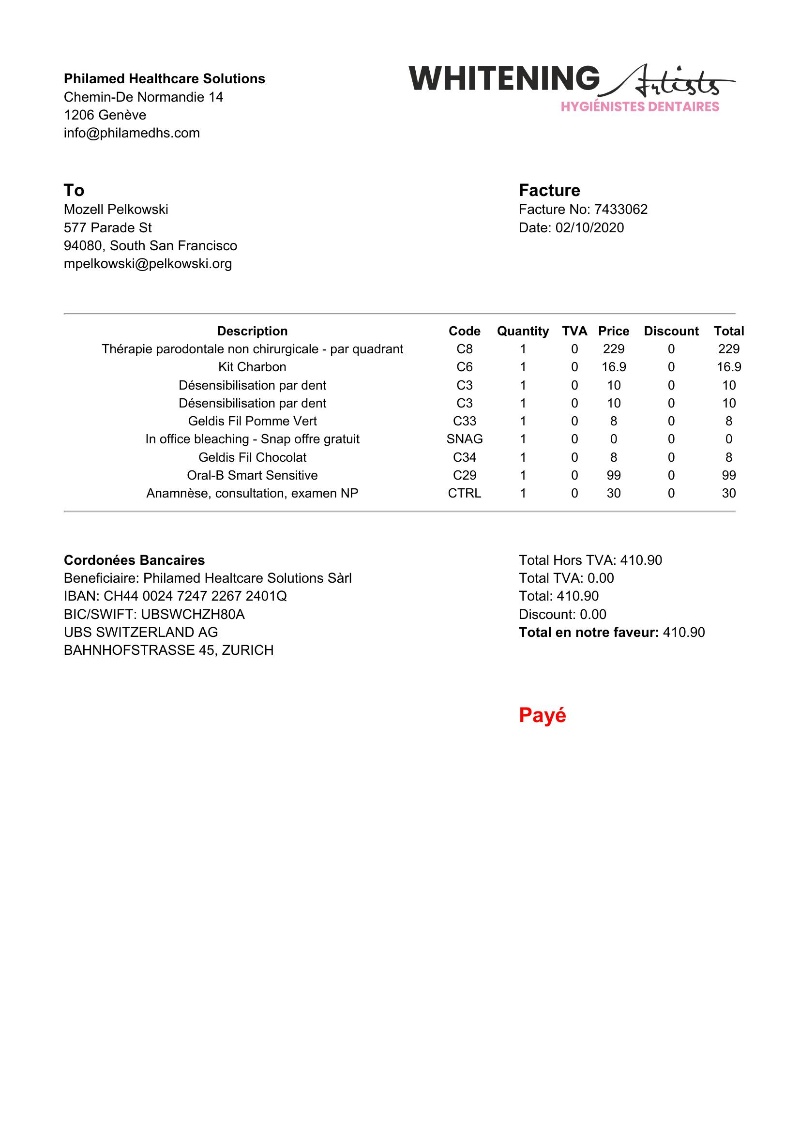 Philamed Healthcare Solutions
Chemin-De Normandie 14
1206 Genève
info@philamedhs.com
WHITENING Artists
HYGIÉNISTES DENTAIRES
To
Mozell Pelkowski
577 Parade St
94080, South San Francisco
mpelkowski@pelkowski.org
Facture
Facture No: 7433062
Date: 02/10/2020
Description Code Quantity TVA Price Discount Total
Thérapie parodontale non chirurgicale - par quadrant C8 1 0 229 0 229
Kit Charbon C6 1 0 16.9 0 16.9
Désensibilisation par dent C3 1 0 10 0 10
Désensibilisation par dent C3 1 0 10 0 10
Geldis Fil Pomme Vert C33 1 0 8 0 8
In office bleaching - Snap offre gratuit SNAG 1 0 0 0 0
Geldis Fil Chocolat C34 1 0 8 0 8
Oral-B Smart Sensitive C29 1 0 99 0 99
Anamnèse, consultation, examen NP CTRL 1 0 30 0 30
Cordonées Bancaires
Beneficiaire: Philamed Healtcare Solutions Sàrl
IBAN: CH44 0024 7247 2267 2401Q
BIC/SWIFT: UBSWCHZH80A
UBS SWITZERLAND AG
BAHNHOFSTRASSE 45, ZURICH
Total Hors TVA: 410.90
Total TVA: 0.00
Total: 410.90
Discount: 0.00
Total en notre faveur: 410.90
Payé